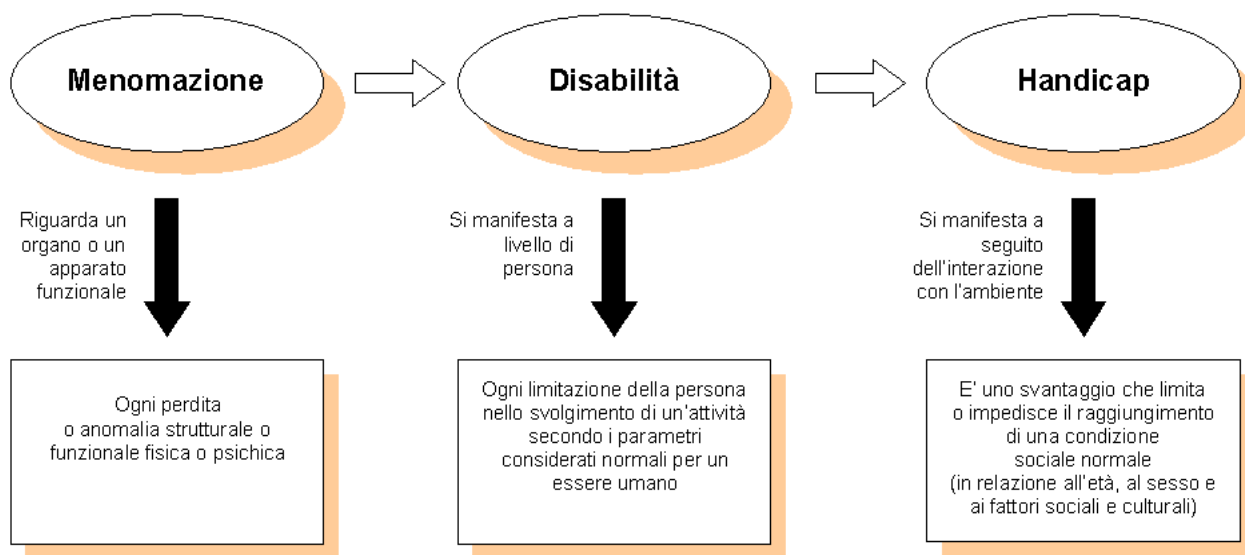 Menomazione
Disabilità
Handicap
Riguarda un
organo o un
apparato
funzionale
Si manifesta a
livello di
persona
Si manifesta a
seguito
dell'interazione
con l'ambiente
Ogni perdita
o anomalia strutturale o
funzionale fisica o psichica
Ogni limitazione della persona
nello svolgimento di un'attività
secondo i parametri
considerati normali per un
essere umano
E' uno svantaggio che limita
o impedisce il raggiungimento
di una condizione
sociale normale
(in relazione all'età, al sesso e
ai fattori sociali e culturali)